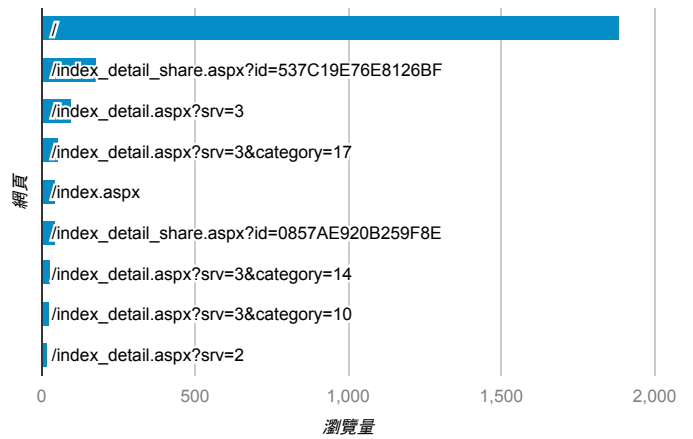 /
/index_detail_share.aspx?id=537C19E76E8126BF
/index_detail.aspx?srv=3
/index_detail.aspx?srv=3&category=17
/index.aspx
/index_detail_share.aspx?id=0857AE920B259F8E
/index_detail.aspx?srv=3&category=14
/index_detail.aspx?srv=3&category=10
/index_detail.aspx?srv=2
網頁
0 500 1,000 1,500 2,000
瀏覽量